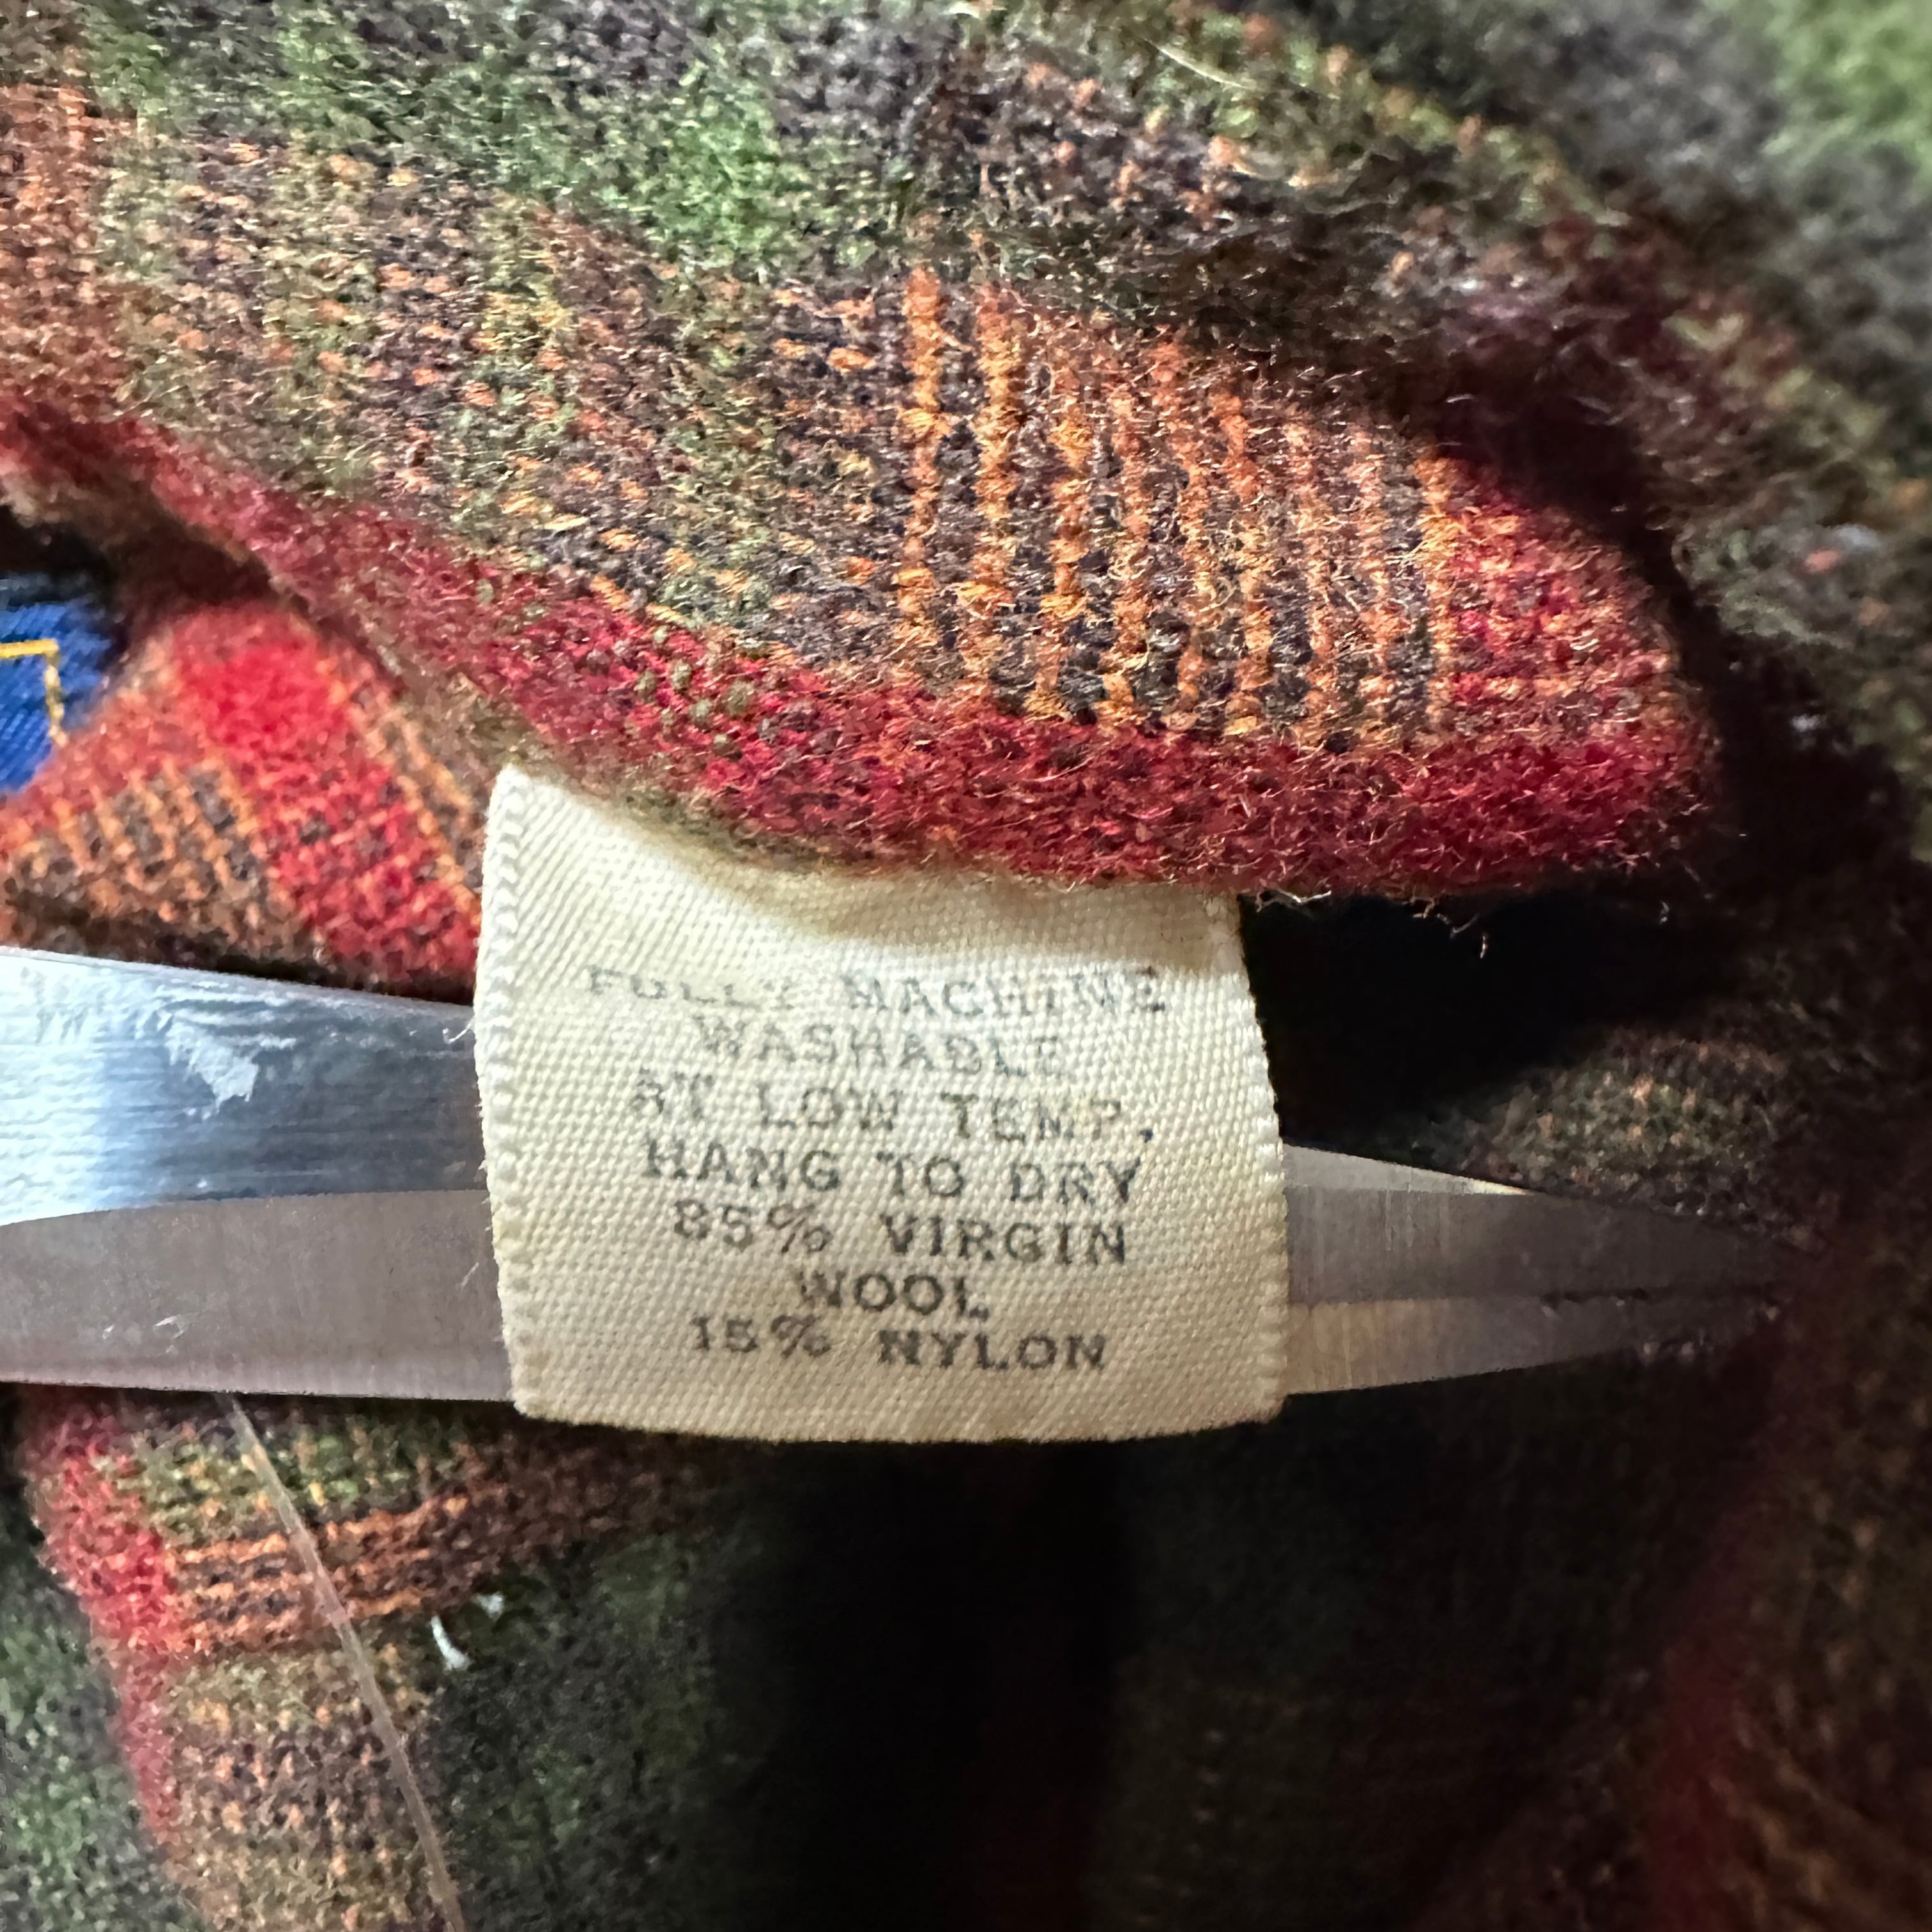 FULLY MACHINE
WASHABLE
AT LOW TEMP.
HANG TO DRY
85% VIRGIN
WOOL
15% NYLON